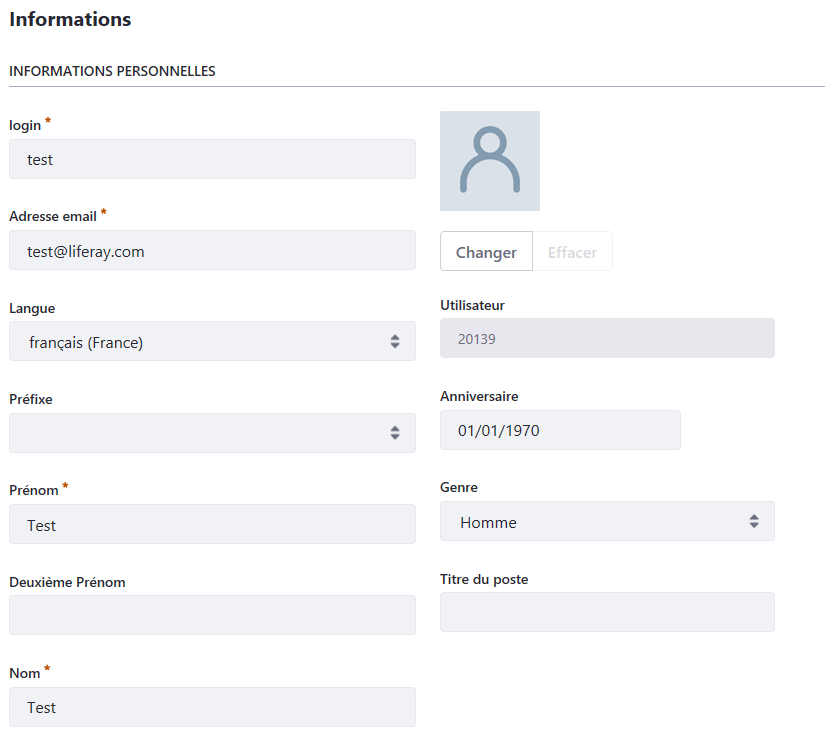 Informations
INFORMATIONS PERSONNELLES
login *
test
Adresse email *
test@liferay.com
Langue
français (France)
Préfixe
Prénom *
Test
Deuxième Prénom
Nom *
Test
Changer
Effacer
Utilisateur
20139
Anniversaire
01/01/1970
Genre
Homme
Titre du poste